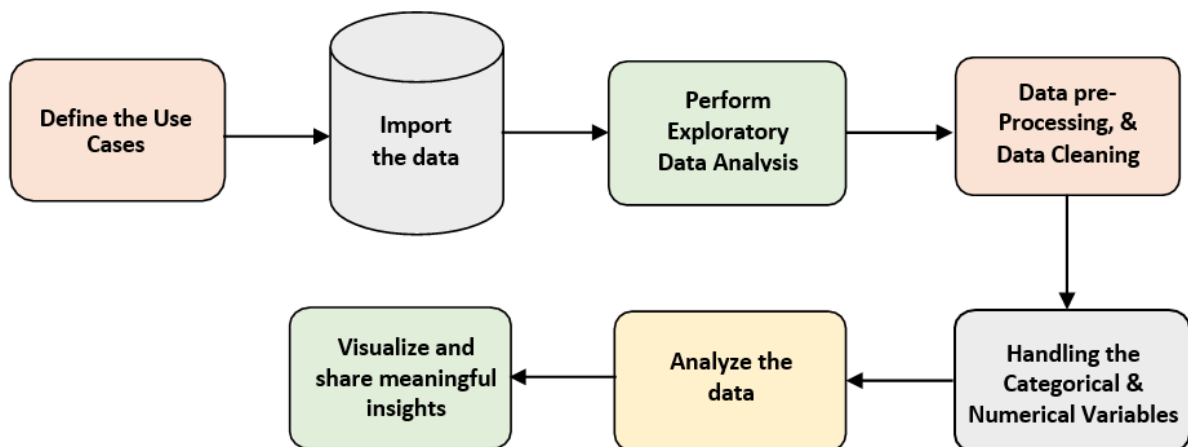 Define the Use
Cases
Import
the data
Perform
Exploratory
Data Analysis
Data pre-
Processing, &
Data Cleaning
Handling the
Categorical &
Numerical Variables
Analyze the
data
Visualize and
share meaningful
insights